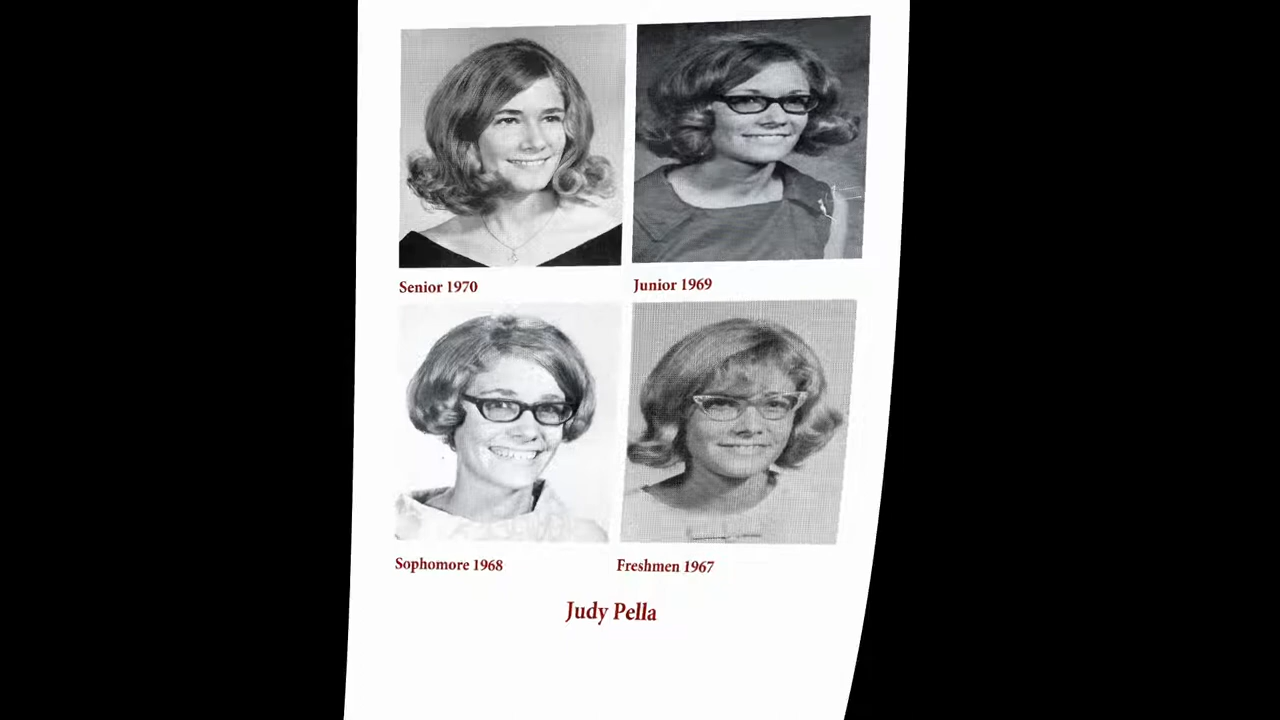 Senior 1970
Junior 1969
Sophomore 1968
Freshmen 1967
Judy Pella